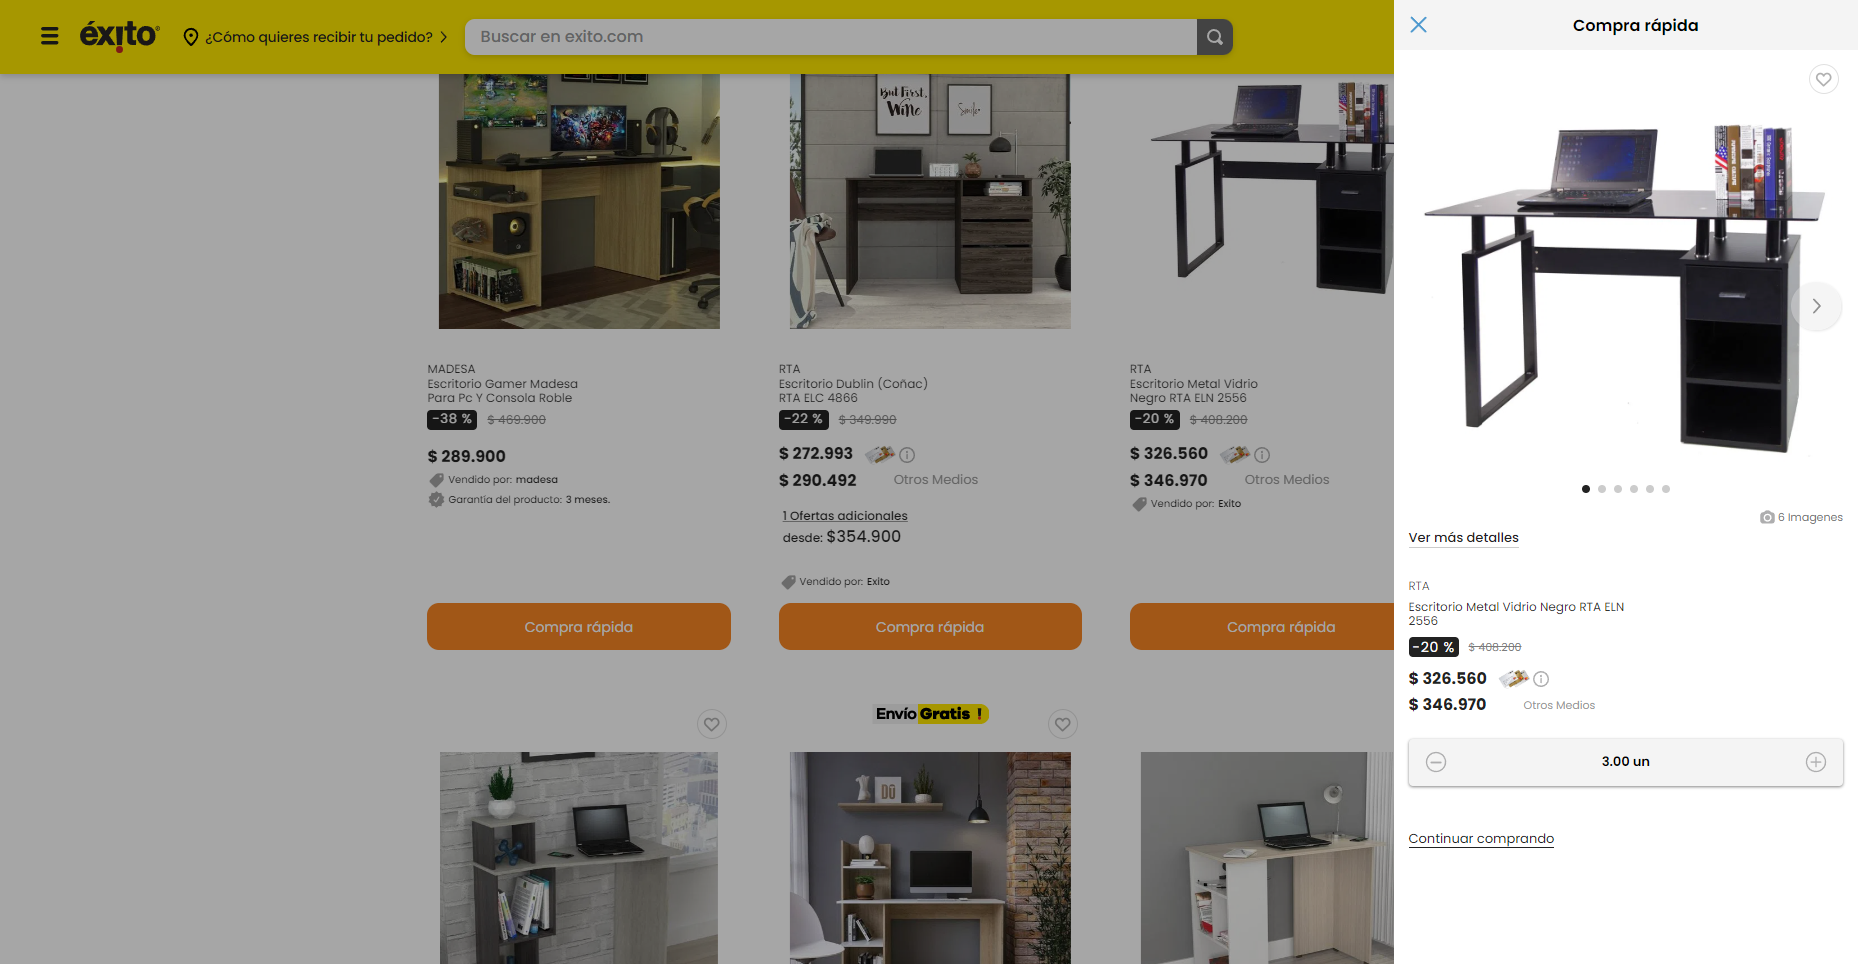 éxito
¿Cómo quieres recibir tu pedido?
Buscar en exito.com
Compra rápida
But First,
Wine
Smile
MADESA
Escritorio Gamer Madesa
Para Pc Y Consola Roble
-38 % $ 469.900
$ 289.900
Vendido por: madesa
Garantía del producto: 3 meses.
RTA
Escritorio Dublin (Coñac)
RTA ELC 4866
-22 % $ 349.990
$ 272.993
$ 290.492 Otros Medios
1 Ofertas adicionales
desde: $354.900
Vendido por: Exito
RTA
Escritorio Metal Vidrio
Negro RTA ELN 2556
-20 % $ 408.200
$ 326.560
$ 346.970 Otros Medios
Vendido por: Exito
Compra rápida
Compra rápida
Compra rápida
Envío Gratis !
6 Imagenes
Ver más detalles
RTA
Escritorio Metal Vidrio Negro RTA ELN
2556
-20 % $ 408.200
$ 326.560
$ 346.970 Otros Medios
3.00 un
Continuar comprando